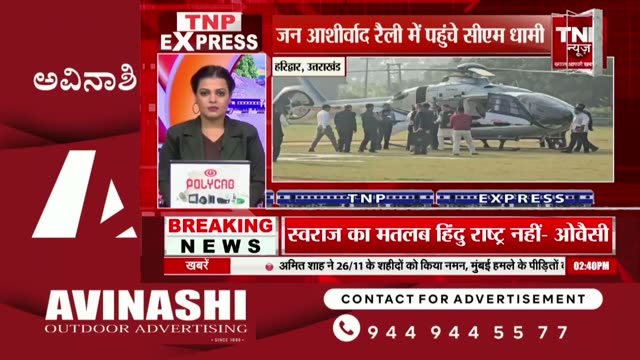 TNP
EXPRESS
जन आशीर्वाद रैली में पहुंचे सीएम धामी
TNP
न्यूज़
हरिद्वार, उत्तराखंड
ಅವಿನಾಶಿ
POLYCAB
TNP EXPRESS
BREAKING
NEWS
स्वराज का मतलब हिंदु राष्ट्र नहीं- ओवैसी
खबरें
अमित शाह ने 26/11 के शहीदों को किया नमन, मुंबई हमले के पीड़ितों
02:40PM
AVINASHI
OUTDOOR ADVERTISING
SINCE
CONTACT FOR ADVERTISEMENT
944 944 5577